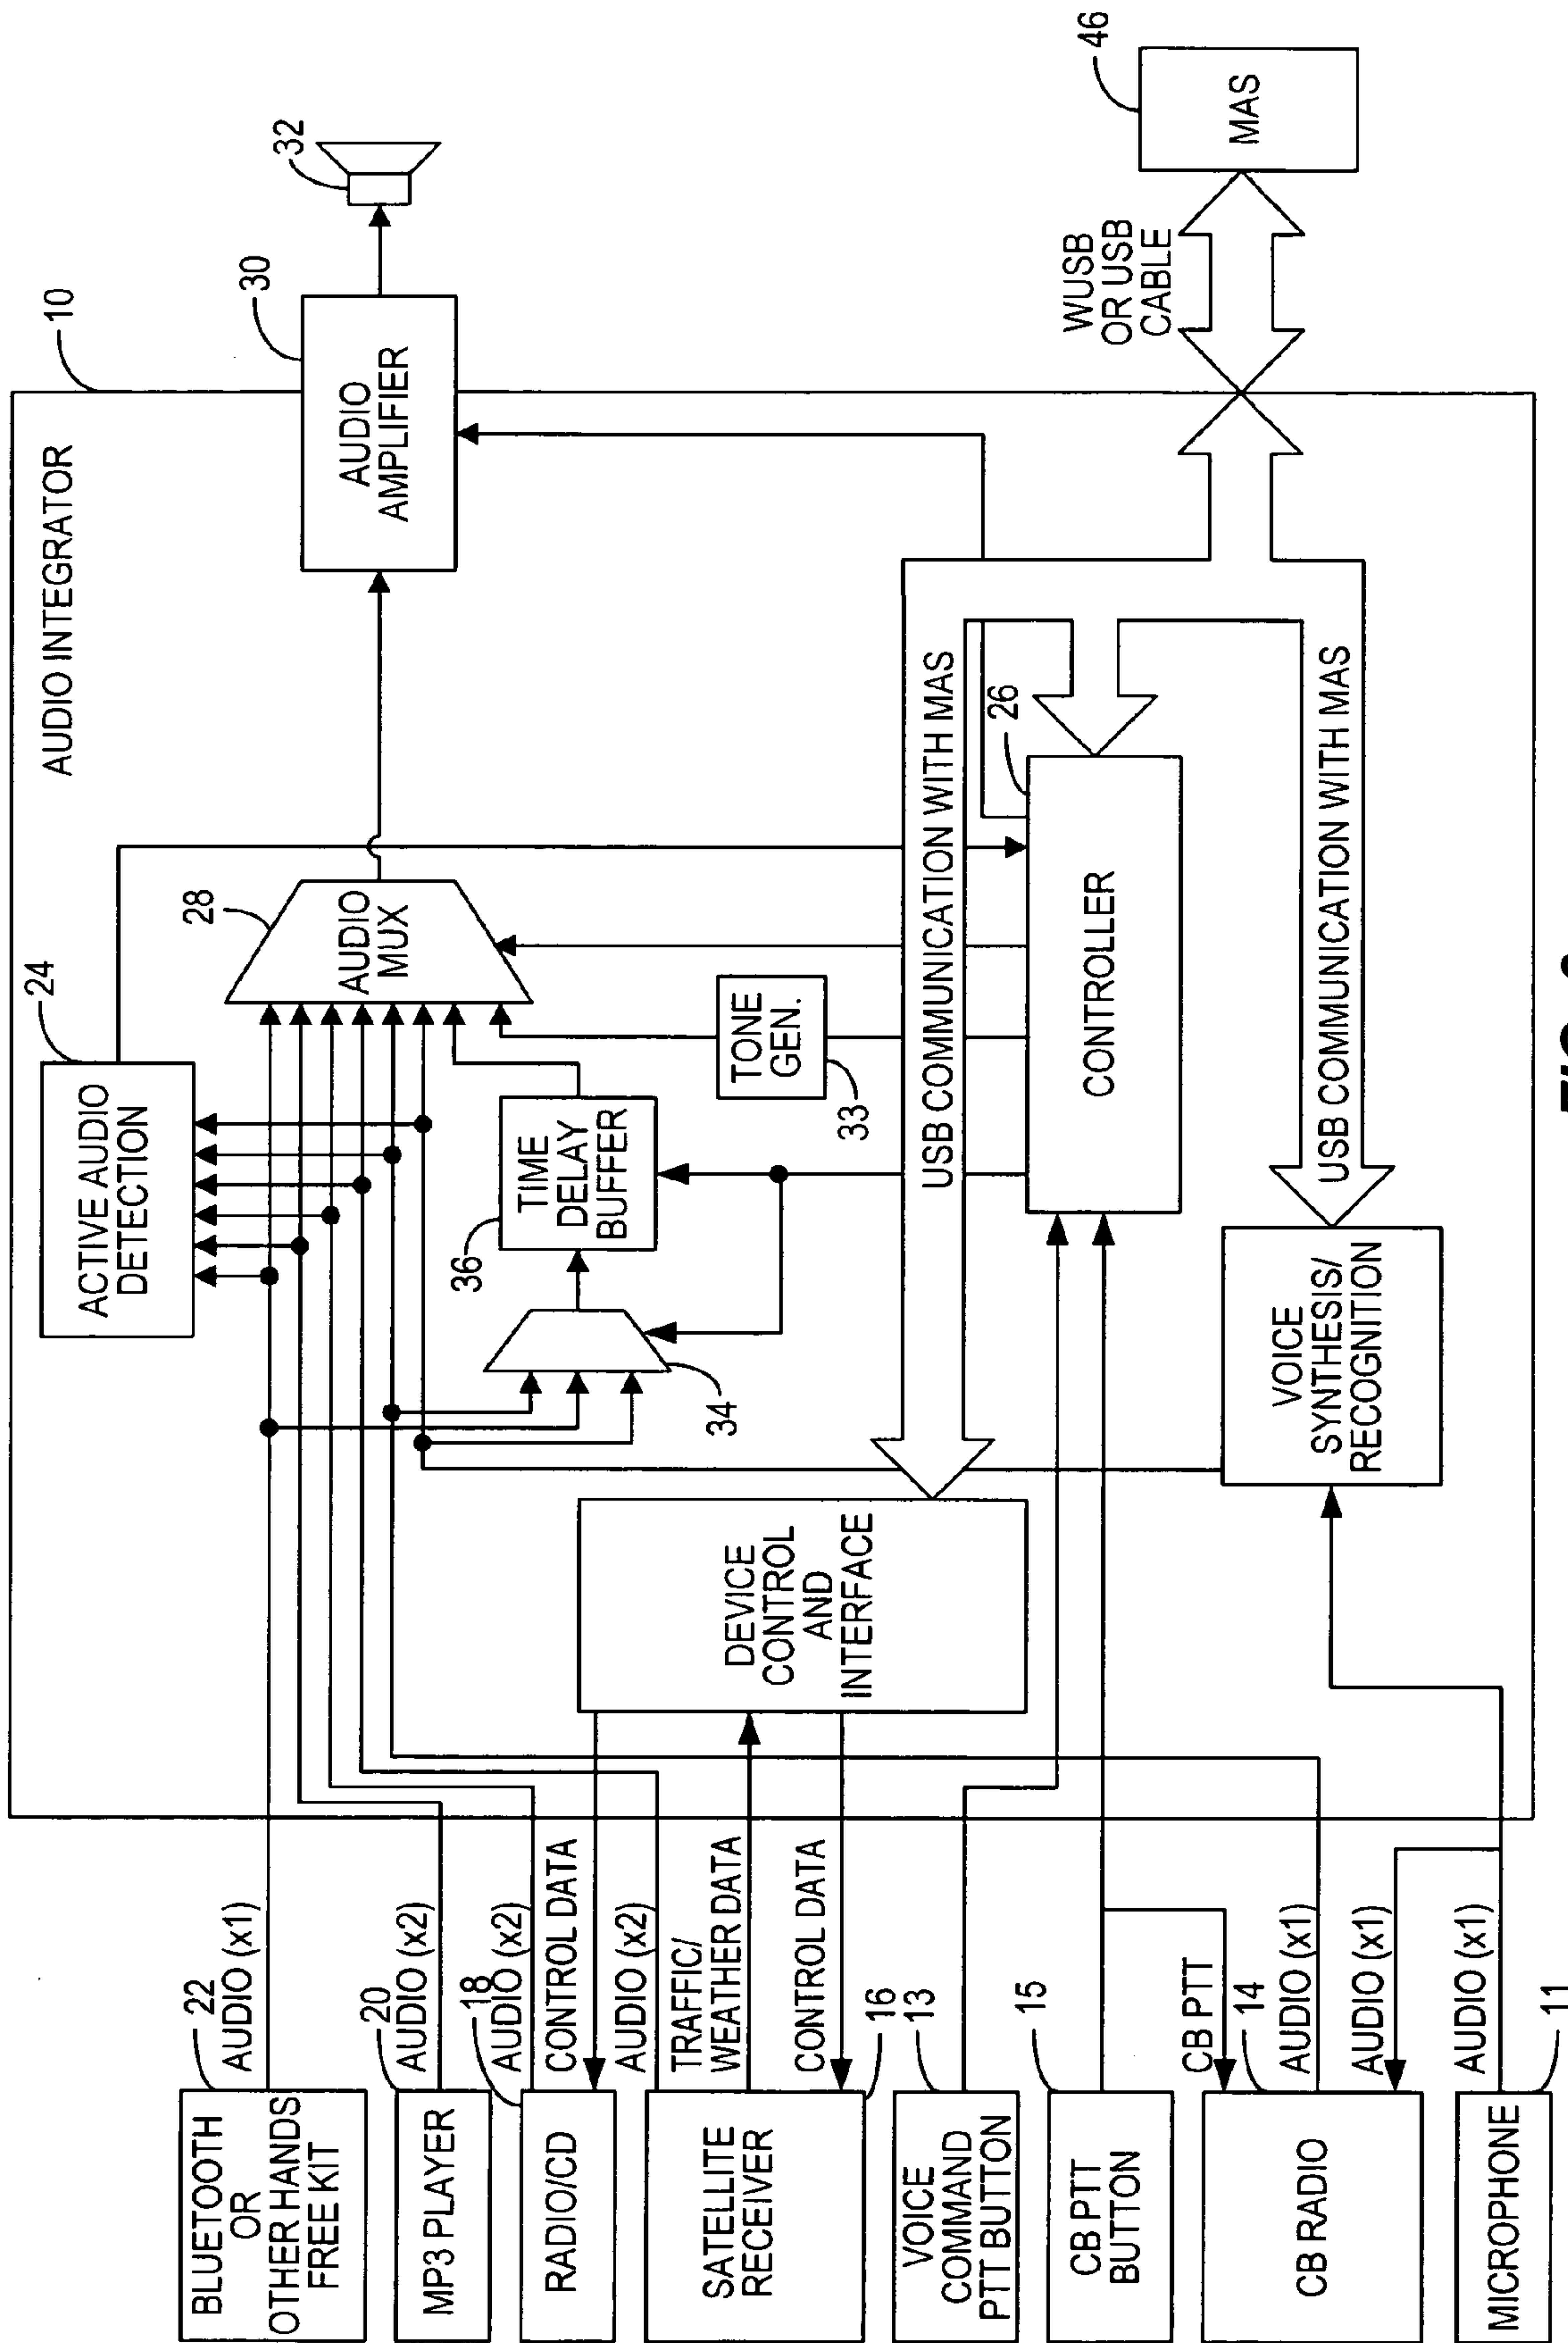 AUDIO INTEGRATOR
10
BLUETOOTH
OR
OTHER HANDS
FREE KIT
22
AUDIO (x1)
MP3 PLAYER
20
AUDIO (x2)
RADIO/CD
18
AUDIO (x2)
CONTROL DATA
SATELLITE
RECEIVER
16
AUDIO (x2)
TRAFFIC/
WEATHER DATA
CONTROL DATA
VOICE
COMMAND
PTT BUTTON
13
CB PTT
BUTTON
15
CB PTT
CB RADIO
14
AUDIO (x1)
AUDIO (x1)
MICROPHONE
11
AUDIO (x1)
ACTIVE AUDIO
DETECTION
24
AUDIO
MUX
28
AUDIO
AMPLIFIER
30
32
34
TIME
DELAY
BUFFER
36
TONE
GEN.
33
DEVICE
CONTROL
AND
INTERFACE
USB COMMUNICATION WITH MAS
CONTROLLER
26
USB COMMUNICATION WITH MAS
VOICE
SYNTHESIS/
RECOGNITION
WUSB
OR USB
CABLE
MAS
46